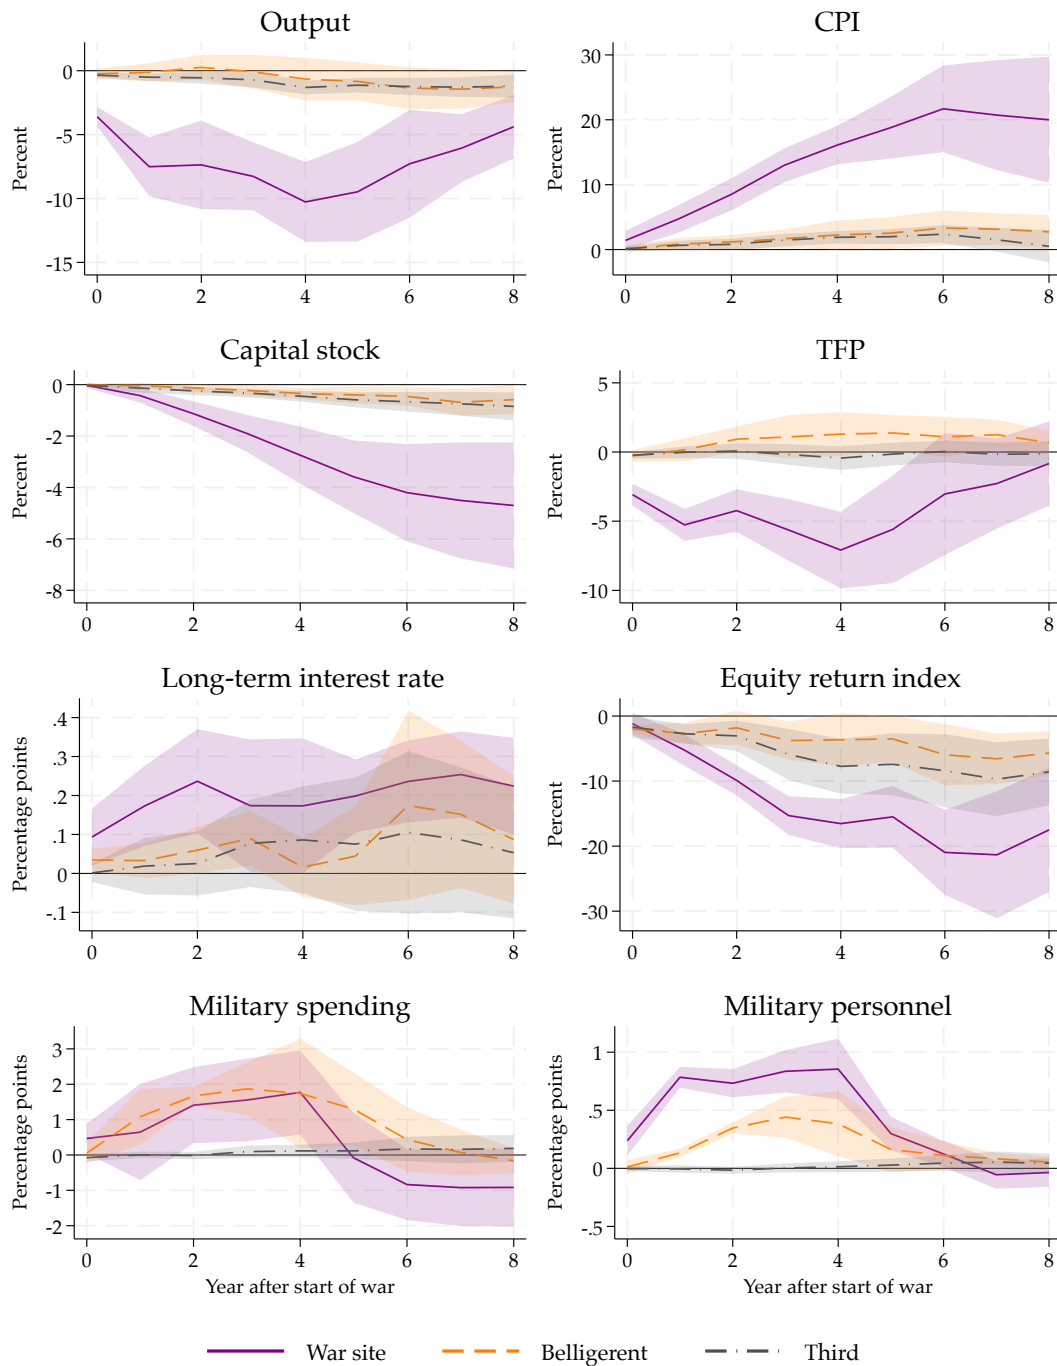 Output
CPI
Percent
0
-5
-10
-15
0 2 4 6 8
Percent
30
20
10
0
0 2 4 6 8
Capital stock
TFP
Percent
0
-2
-4
-6
-8
0 2 4 6 8
Percent
5
0
-5
-10
0 2 4 6 8
Long-term interest rate
Equity return index
Percentage points
.4
.3
.2
.1
0
-.1
0 2 4 6 8
Percent
0
-10
-20
-30
0 2 4 6 8
Military spending
Military personnel
Percentage points
3
2
1
0
-1
-2
0 2 4 6 8
Year after start of war
Percentage points
1
.5
0
-.5
0 2 4 6 8
Year after start of war
War site Belligerent Third